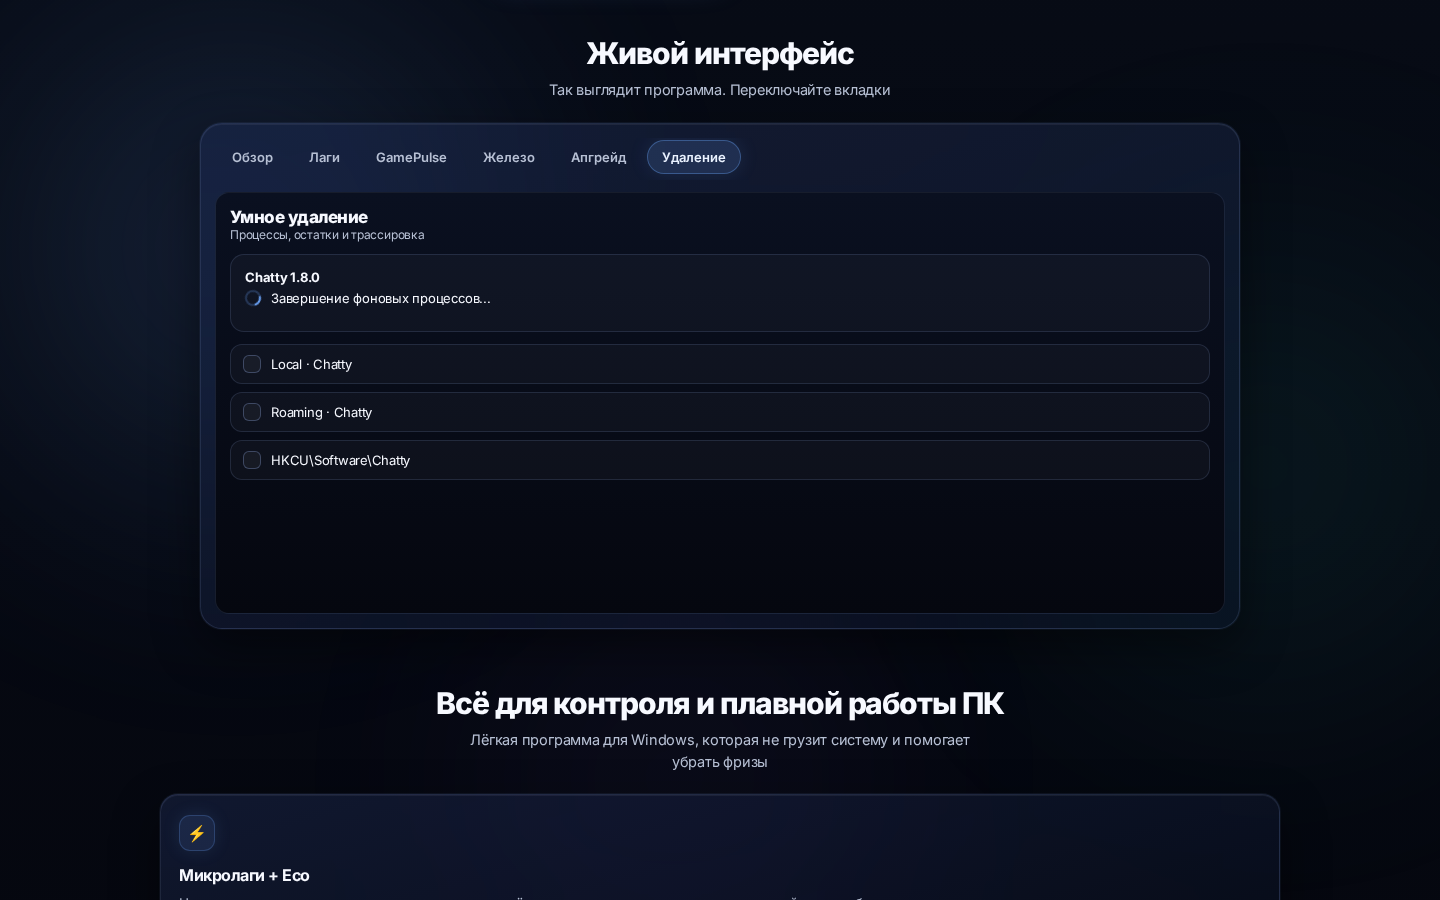 Живой интерфейс
Так выглядит программа. Переключайте вкладки
Обзор Лаги GamePulse Железо Апгрейд Удаление
Умное удаление
Процессы, остатки и трассировка
Chatty 1.8.0
Завершение фоновых процессов...
Local · Chatty
Roaming · Chatty
HKCU\Software\Chatty
Всё для контроля и плавной работы ПК
Лёгкая программа для Windows, которая не грузит систему и помогает
убрать фризы
Микролаги + Eco